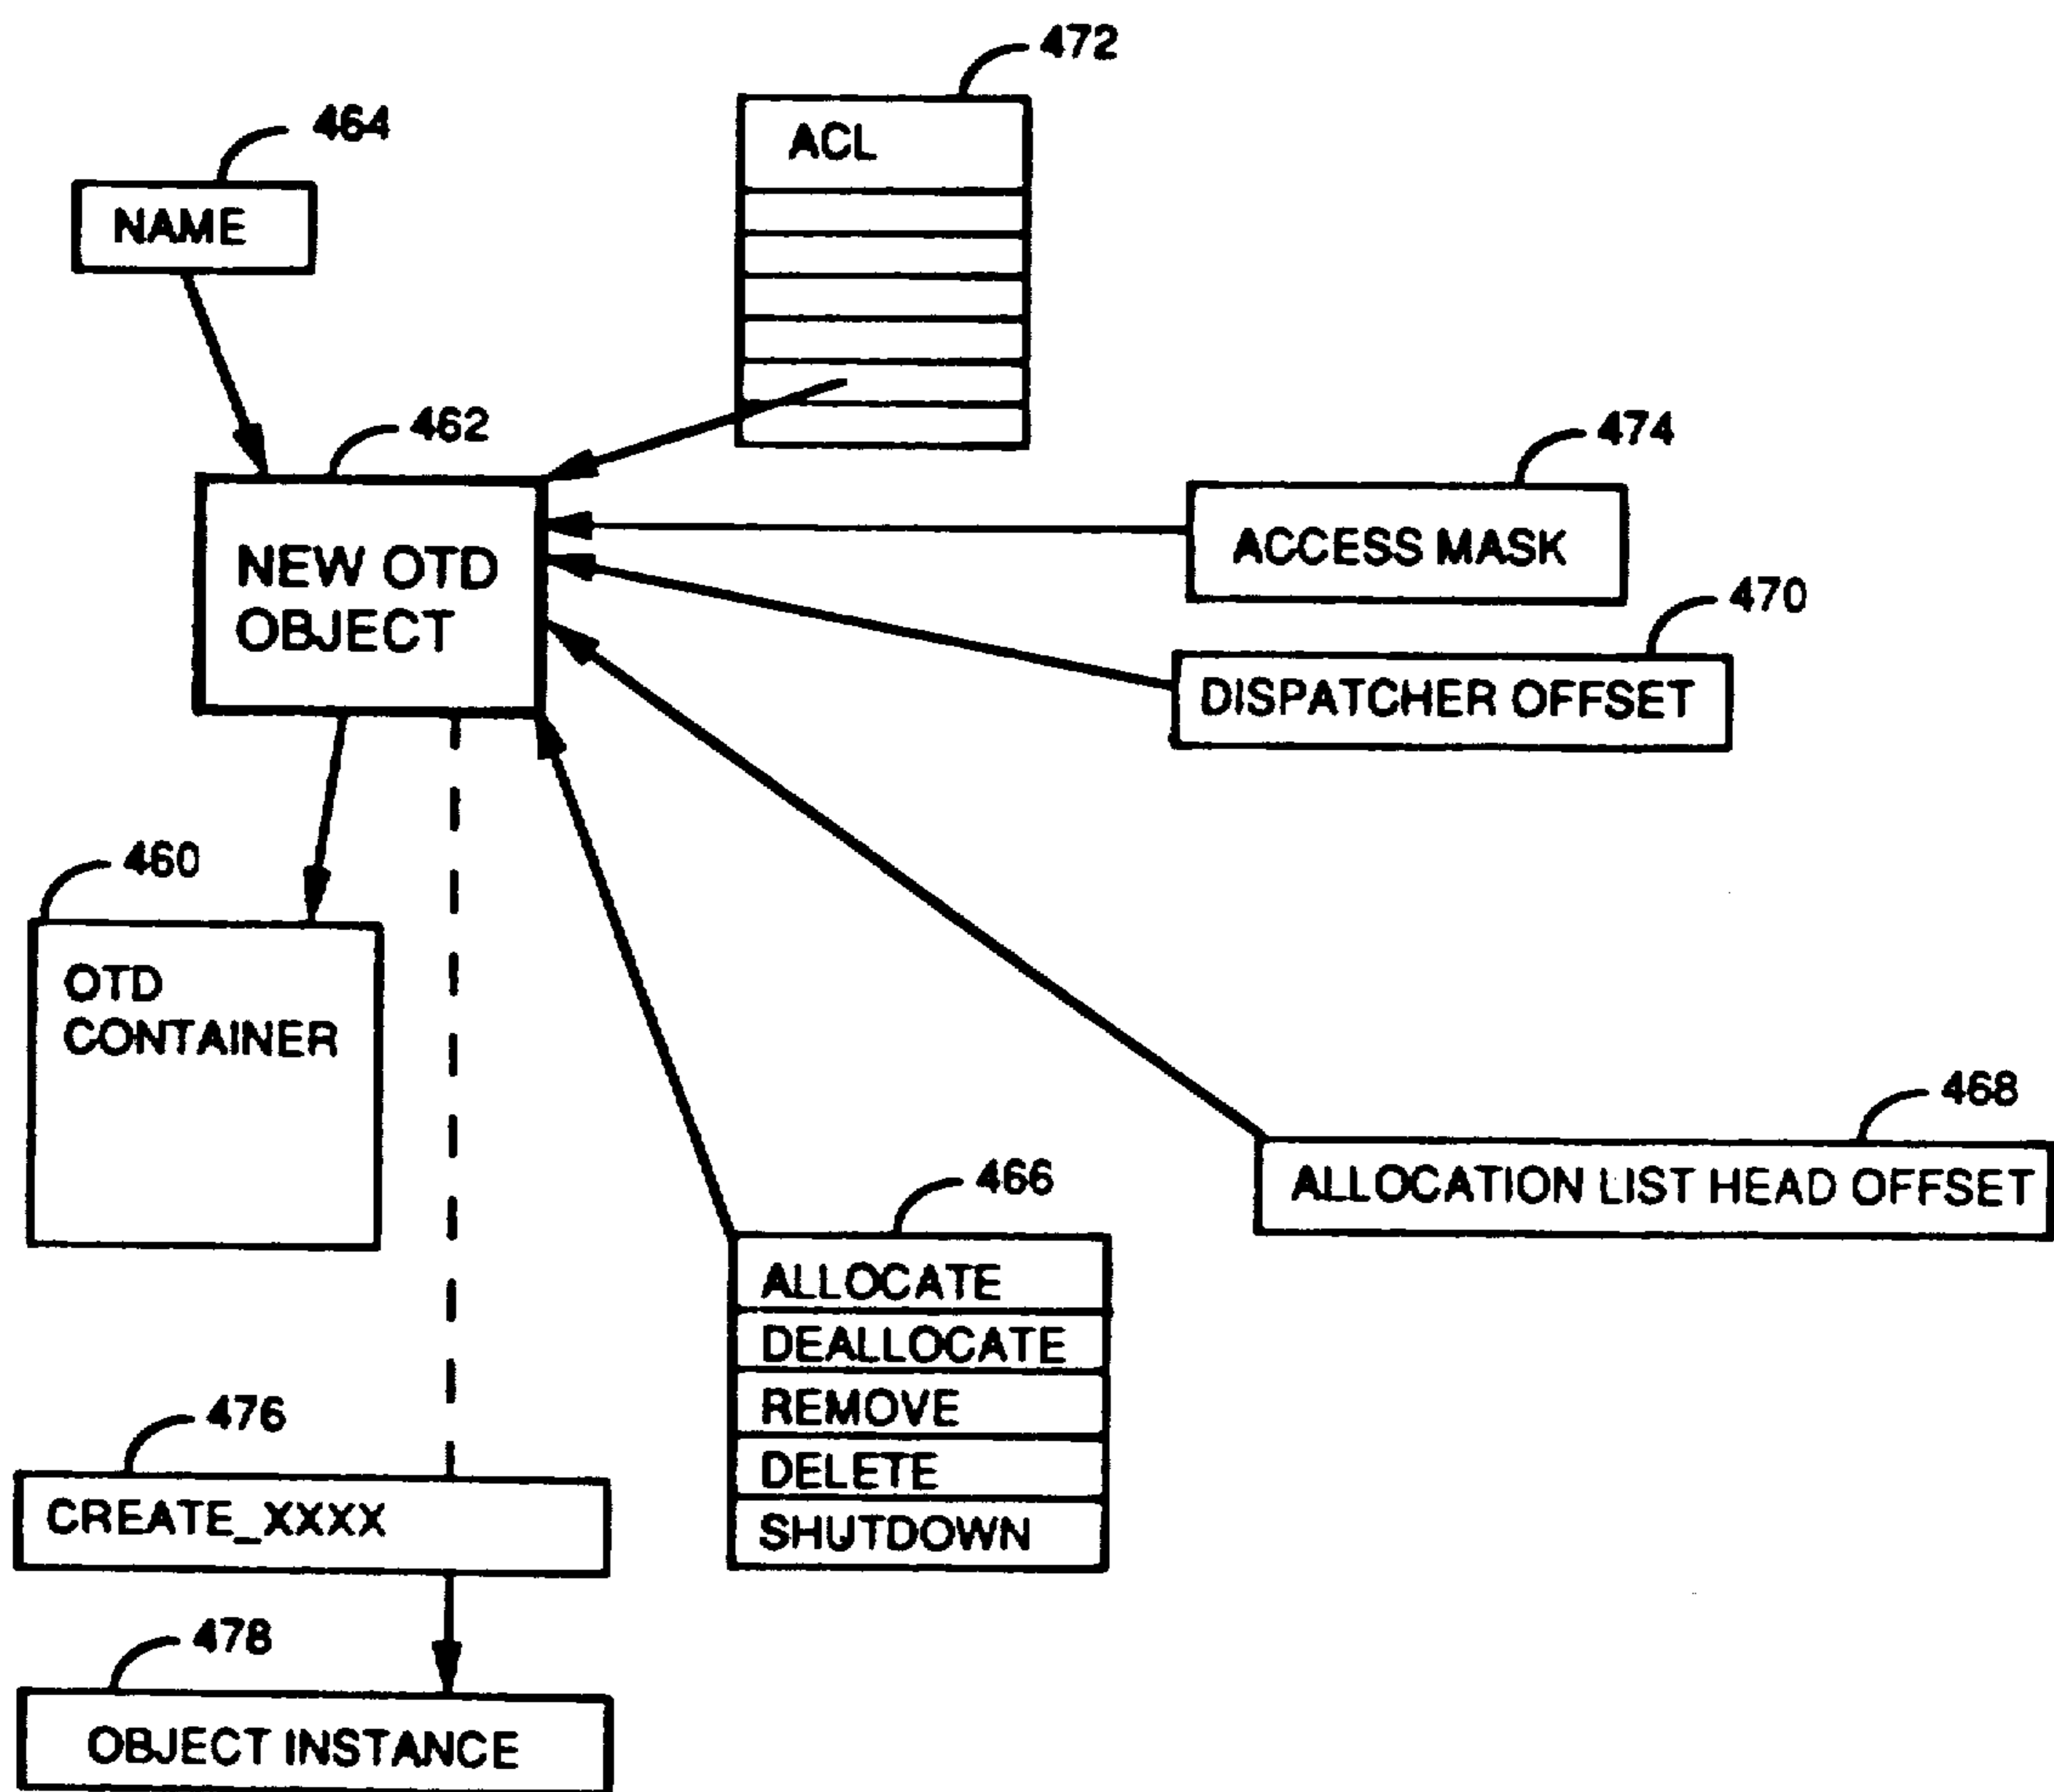 472
464
ACL
NAME
462
474
NEW OTD
OBJECT
ACCESS MASK
470
DISPATCHER OFFSET
460
OTD
CONTAINER
468
466
ALLOCATION LIST HEAD OFFSET
ALLOCATE
DEALLOCATE
REMOVE
DELETE
SHUTDOWN
476
CREATE_XXXX
478
OBJECT INSTANCE